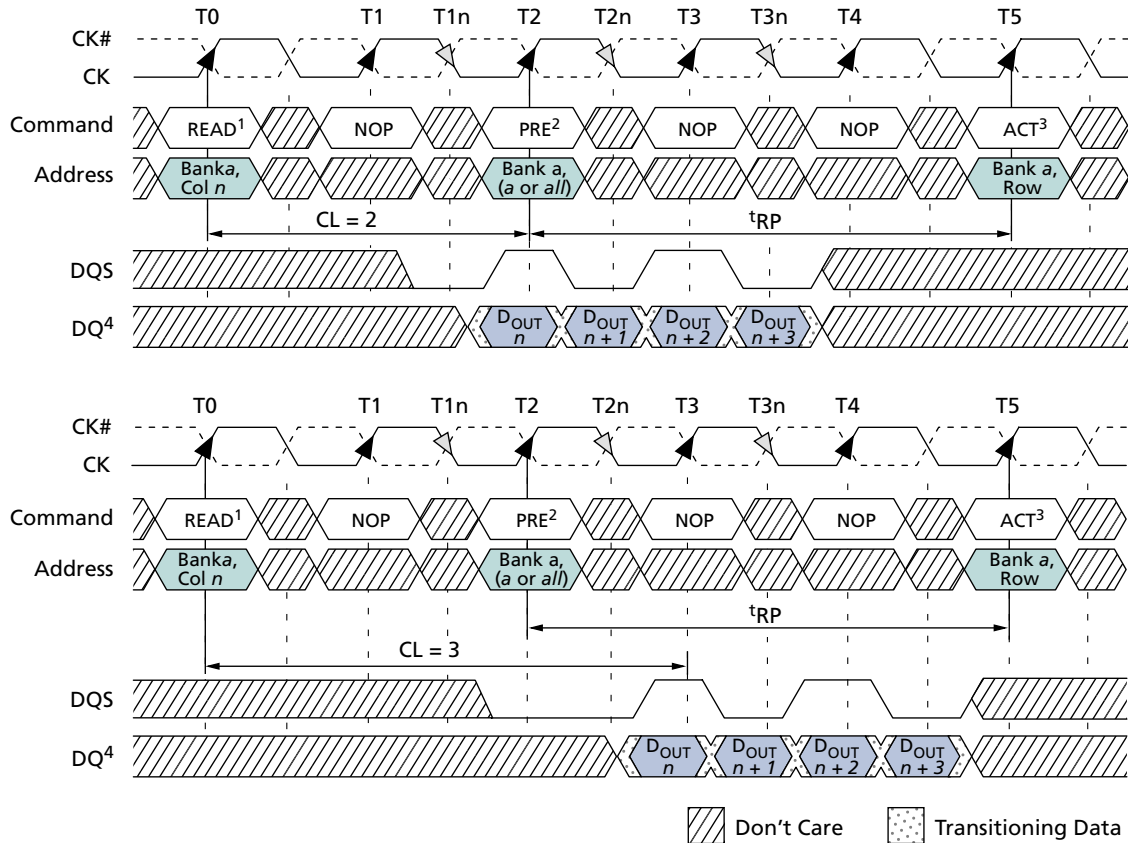 T0 T1 T1n T2 T2n T3 T3n T4 T5
CK#
CK
Command READ1 NOP PRE2 NOP NOP ACT3
Address Banka, Col n Bank a, (a or all) Bank a, Row
CL = 2 tRP
DQS
DQ4 DOUT n DOUT n + 1 DOUT n + 2 DOUT n + 3
T0 T1 T1n T2 T2n T3 T3n T4 T5
CK#
CK
Command READ1 NOP PRE2 NOP NOP ACT3
Address Banka, Col n Bank a, (a or all) Bank a, Row
tRP
CL = 3
DQS
DQ4 DOUT n DOUT n + 1 DOUT n + 2 DOUT n + 3
Don't Care Transitioning Data